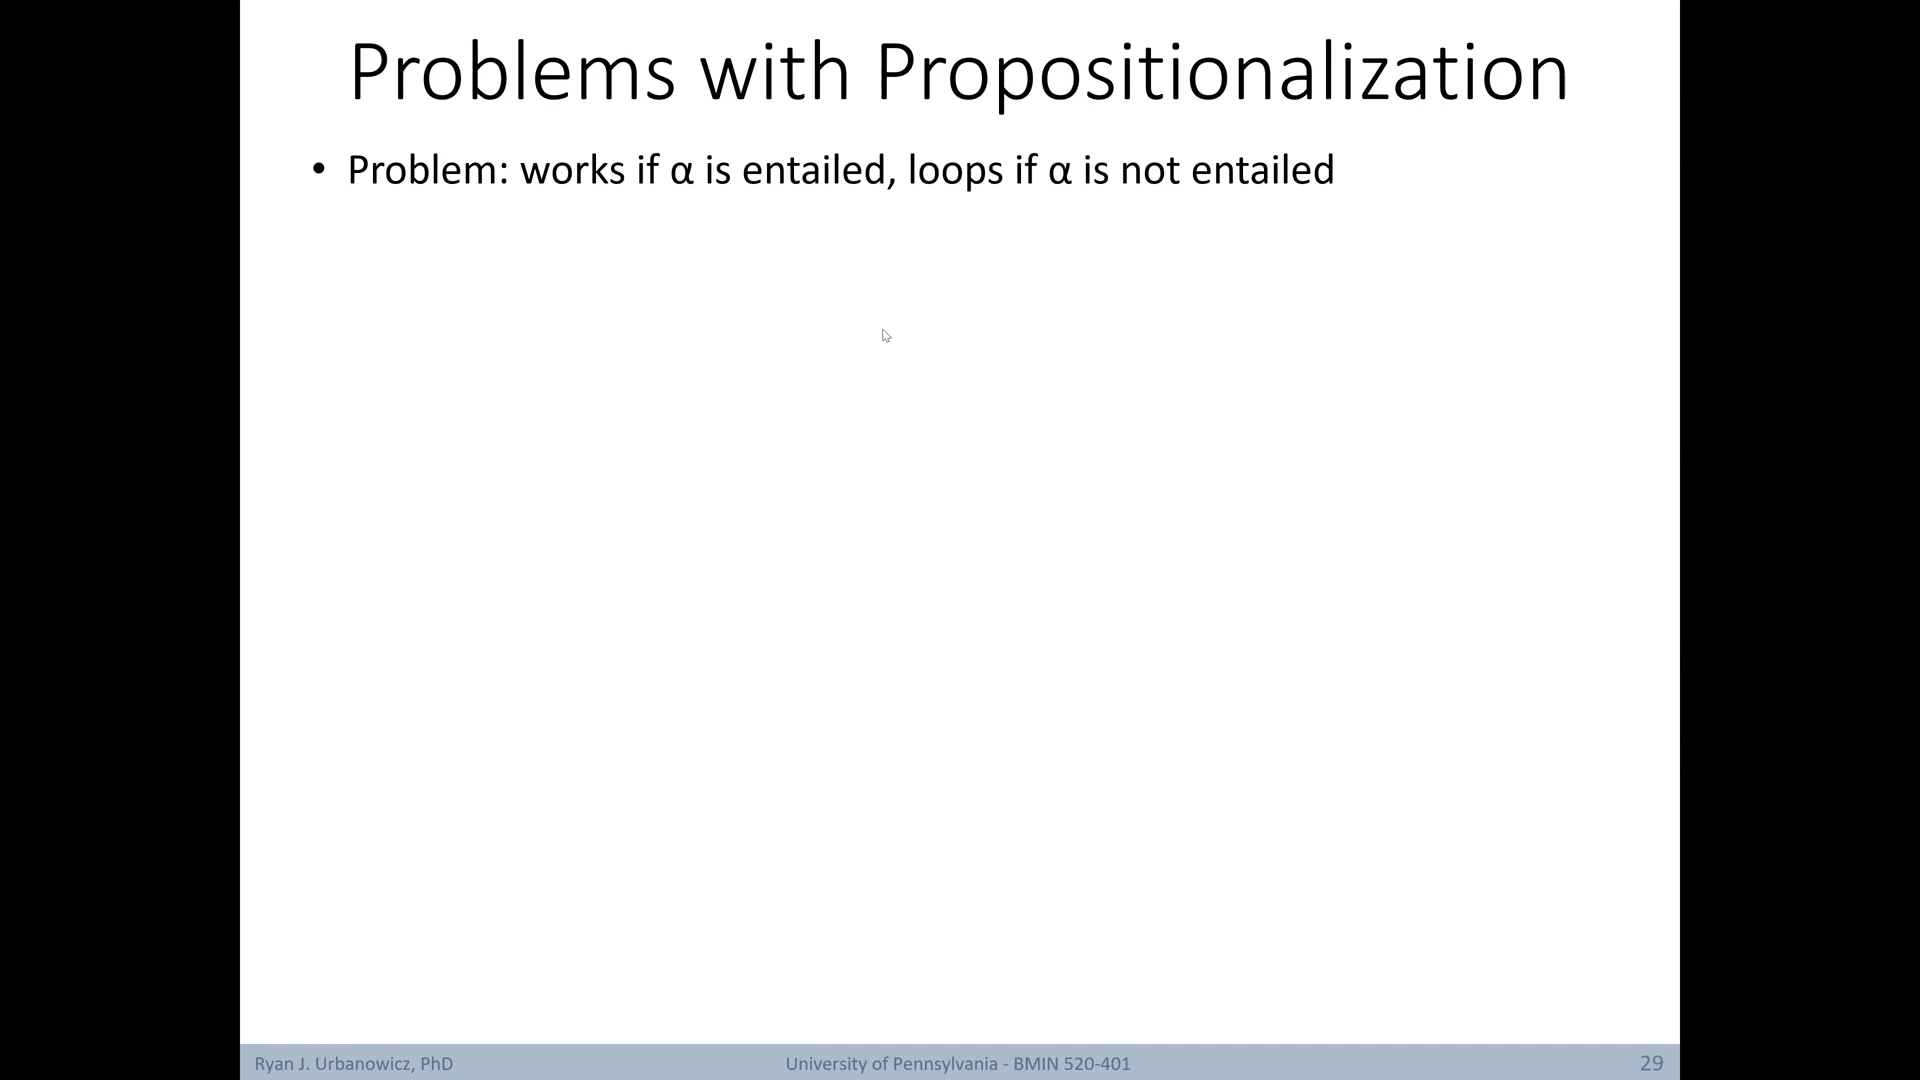 Problems with Propositionalization
• Problem: works if α is entailed, loops if α is not entailed
Ryan J. Urbanowicz, PhD
University of Pennsylvania - BMIN 520-401
29